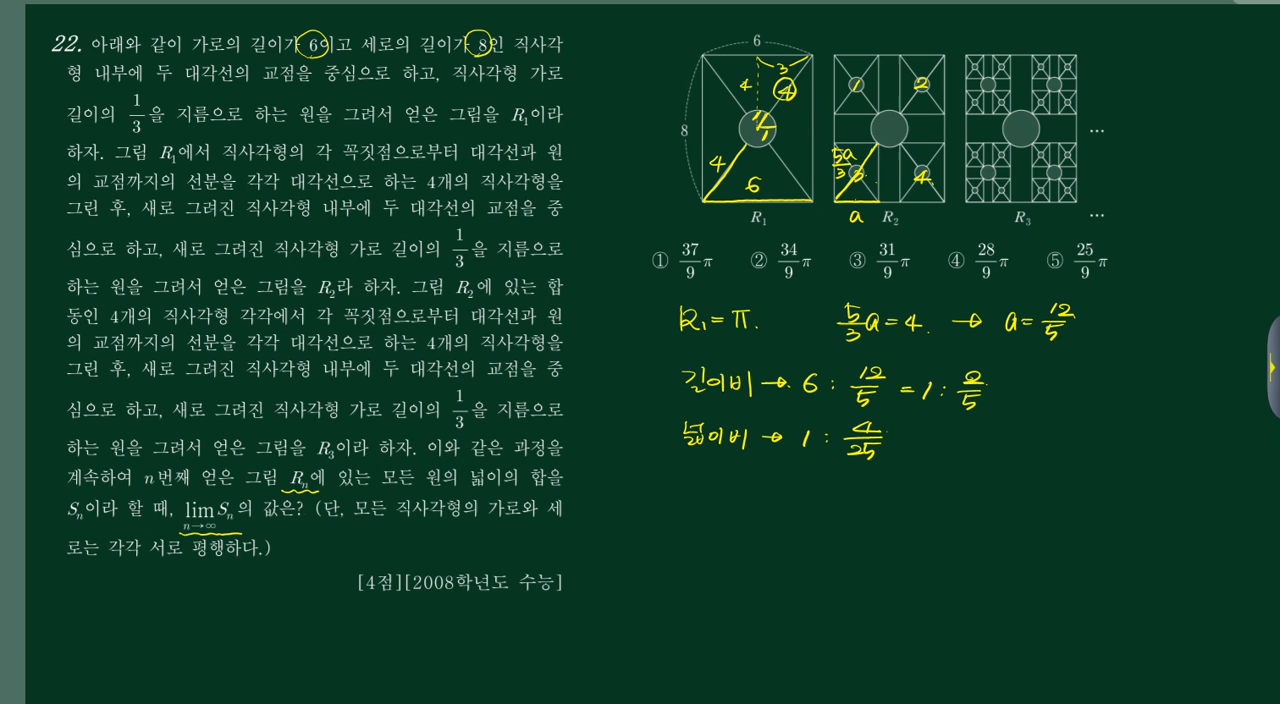 22. 아래와 같이 가로의 길이가 6이고 세로의 길이가 8인 직사각
형 내부에 두 대각선의 교점을 중심으로 하고, 직사각형 가로
길이의 1/3을 지름으로 하는 원을 그려서 얻은 그림을 R₁이라
하자. 그림 R₁에서 직사각형의 각 꼭짓점으로부터 대각선과 원
의 교점까지의 선분을 각각 대각선으로 하는 4개의 직사각형을
그린 후, 새로 그려진 직사각형 내부에 두 대각선의 교점을 중
심으로 하고, 새로 그려진 직사각형 가로 길이의 1/3을 지름으로
하는 원을 그려서 얻은 그림을 R₂라 하자. 그림 R₂에 있는 합
동인 4개의 직사각형 각각에서 각 꼭짓점으로부터 대각선과 원
의 교점까지의 선분을 각각 대각선으로 하는 4개의 직사각형을
그린 후, 새로 그려진 직사각형 내부에 두 대각선의 교점을 중
심으로 하고, 새로 그려진 직사각형 가로 길이의 1/3을 지름으로
하는 원을 그려서 얻은 그림을 R₃이라 하자. 이와 같은 과정을
계속하여 n번째 얻은 그림 Rₙ에 있는 모든 원의 넓이의 합을
Sₙ이라 할 때, lim Sₙ의 값은? (단, 모든 직사각형의 가로와 세
n→∞
로는 각각 서로 평행하다.)
[4점][2008학년도 수능]
6
8
3
4
4
1
4
6
R₁
1
2
3
4
5a/3
a
R₂
R₃
...
...
① 37/9 π ② 34/9 π ③ 31/9 π ④ 28/9 π ⑤ 25/9 π
R₁ = π. 5/3 a = 4. → a = 12/5
길이비 → 6 : 12/5 = 1 : 2/5
넓이비 → 1 : 4/25